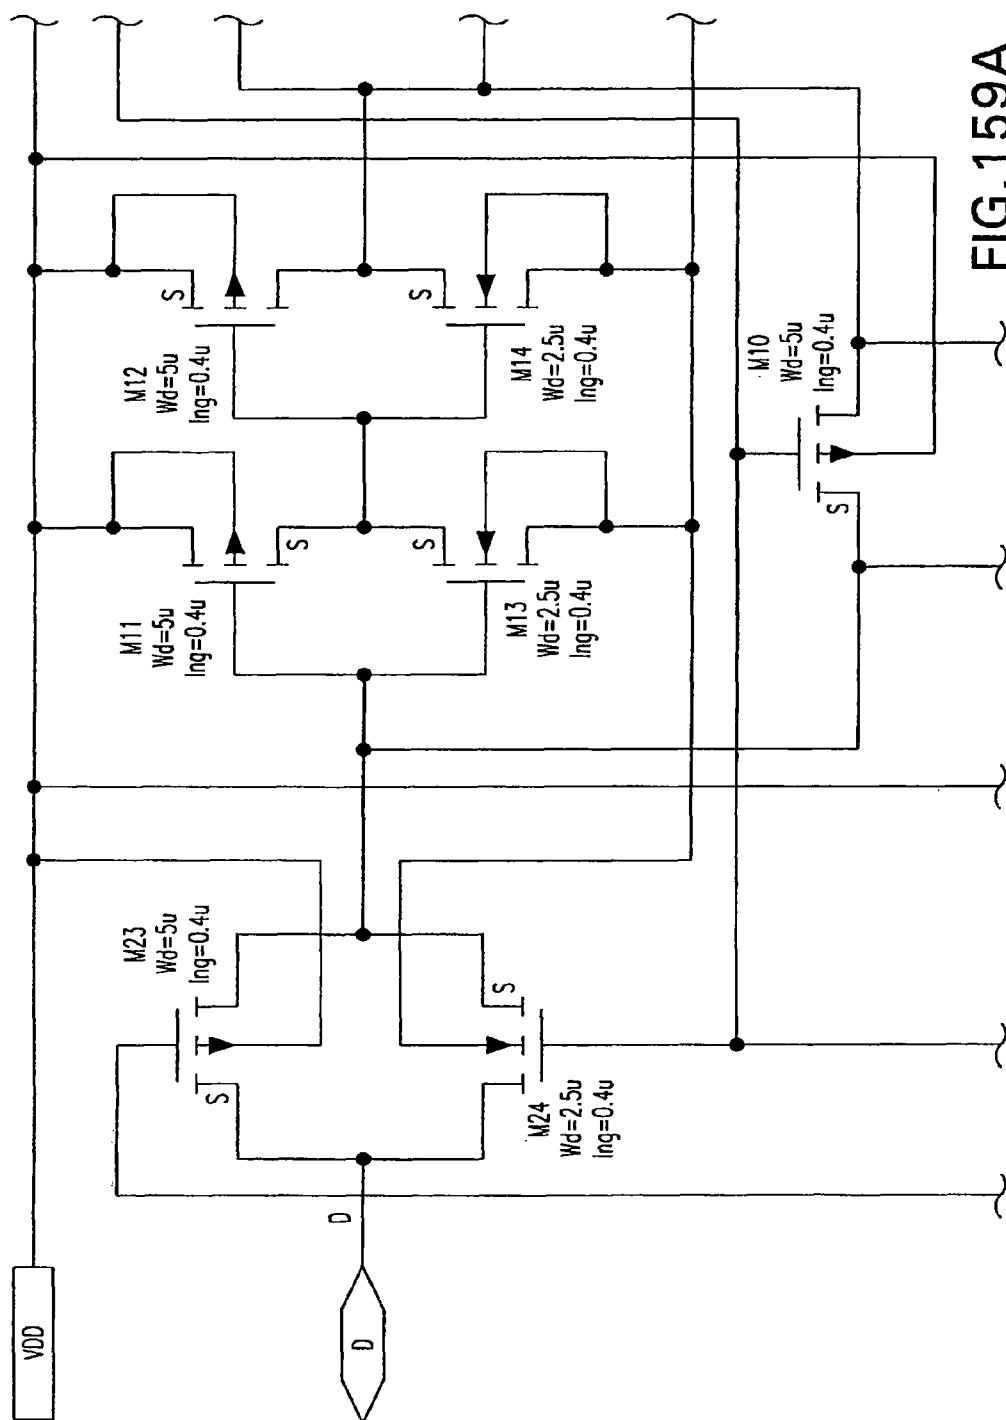 VDD
D
D
M23
Wd=5u
lng=0.4u
S
M24
Wd=2.5u
lng=0.4u
S
M11
Wd=5u
lng=0.4u
S
M13
Wd=2.5u
lng=0.4u
S
M12
Wd=5u
lng=0.4u
S
M14
Wd=2.5u
lng=0.4u
S
M10
Wd=5u
lng=0.4u
S
FIG.159A